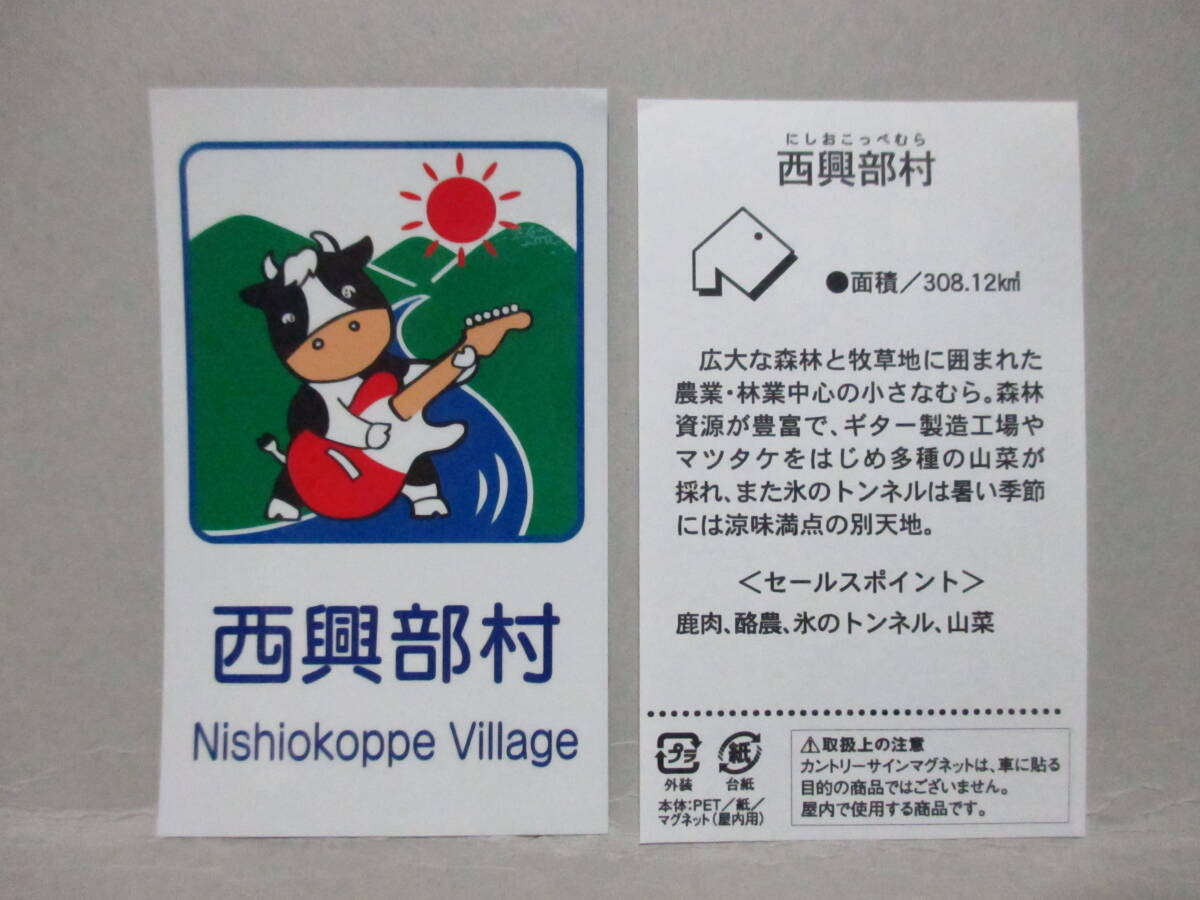 西興部村
Nishiokoppe Village
にしおこっぺむら
西興部村
●面積／308.12k㎡
広大な森林と牧草地に囲まれた
農業・林業中心の小さなむら。森林
資源が豊富で、ギター製造工場や
マツタケをはじめ多種の山菜が
採れ、また氷のトンネルは暑い季節
には涼味満点の別天地。
＜セールスポイント＞
鹿肉、酪農、氷のトンネル、山菜
プラ
外装
紙
台紙
本体：PET／紙／
マグネット（屋内用）
⚠取扱上の注意
カントリーサインマグネットは、車に貼る
目的の商品ではございません。
屋内で使用する商品です。